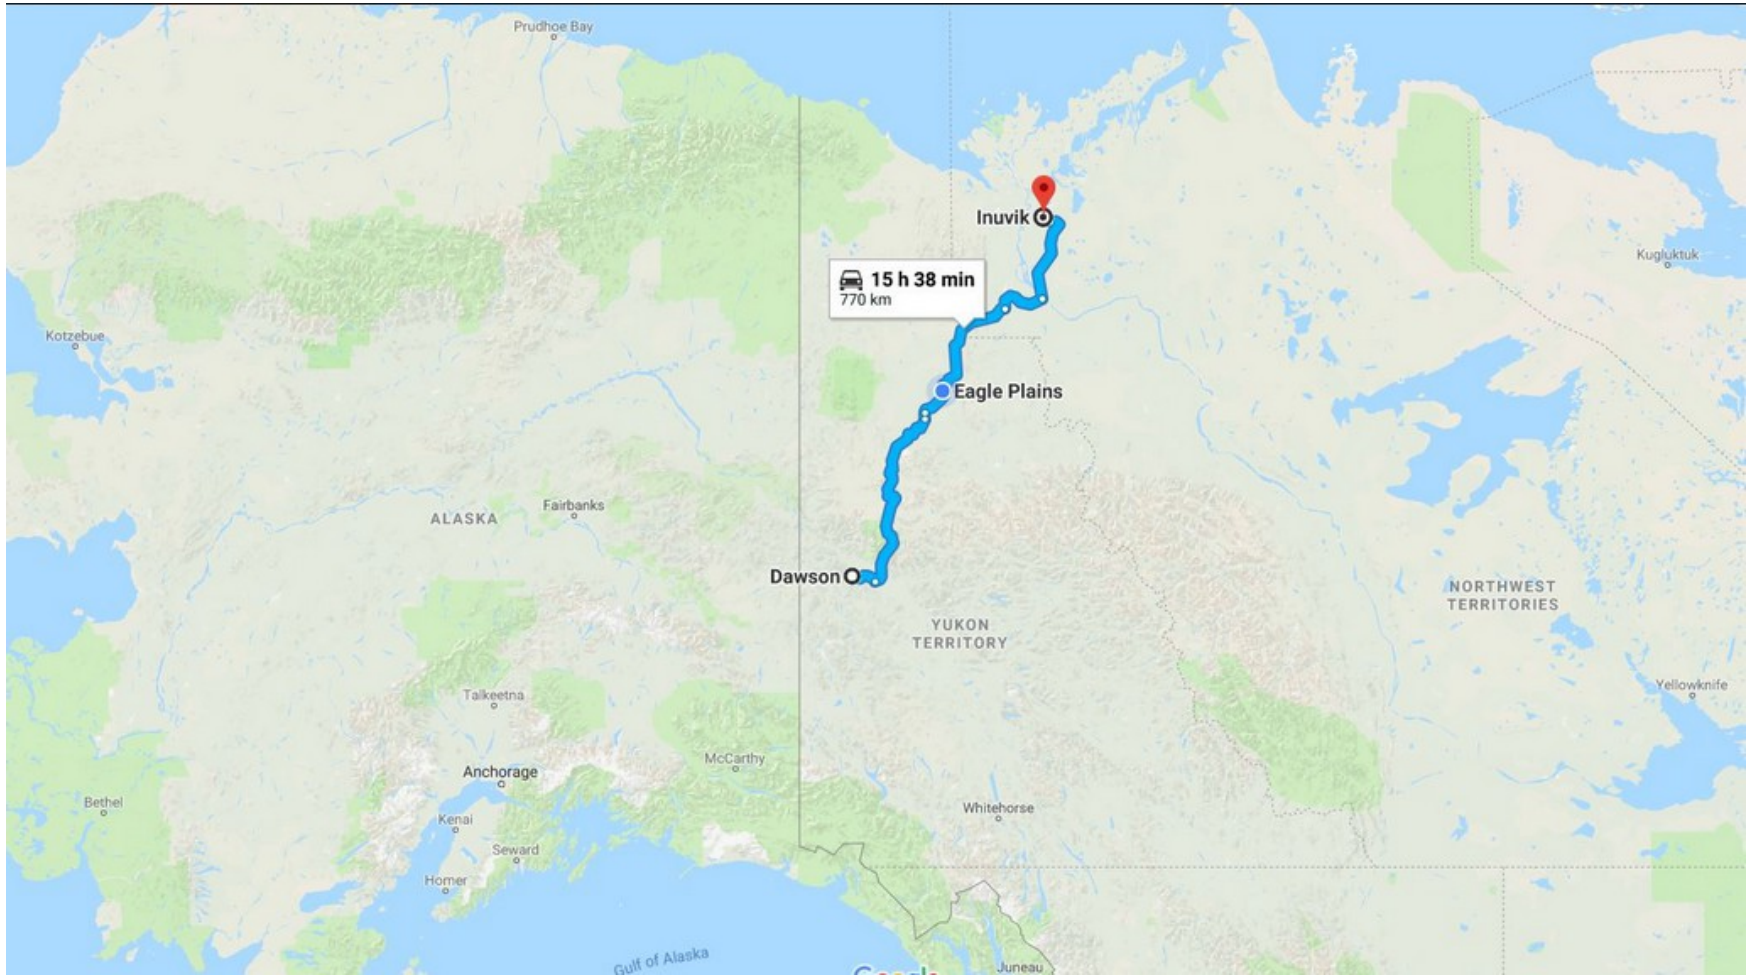 Prudhoe Bay
Inuvik
15 h 38 min
770 km
Kugluktuk
Kotzebue
Eagle Plains
Fairbanks
ALASKA
Dawson
NORTHWEST
TERRITORIES
YUKON
TERRITORY
Talkeetna
Yellowknife
McCarthy
Anchorage
Bethel
Whitehorse
Kenai
Seward
Homer
Gulf of Alaska
Juneau
Google